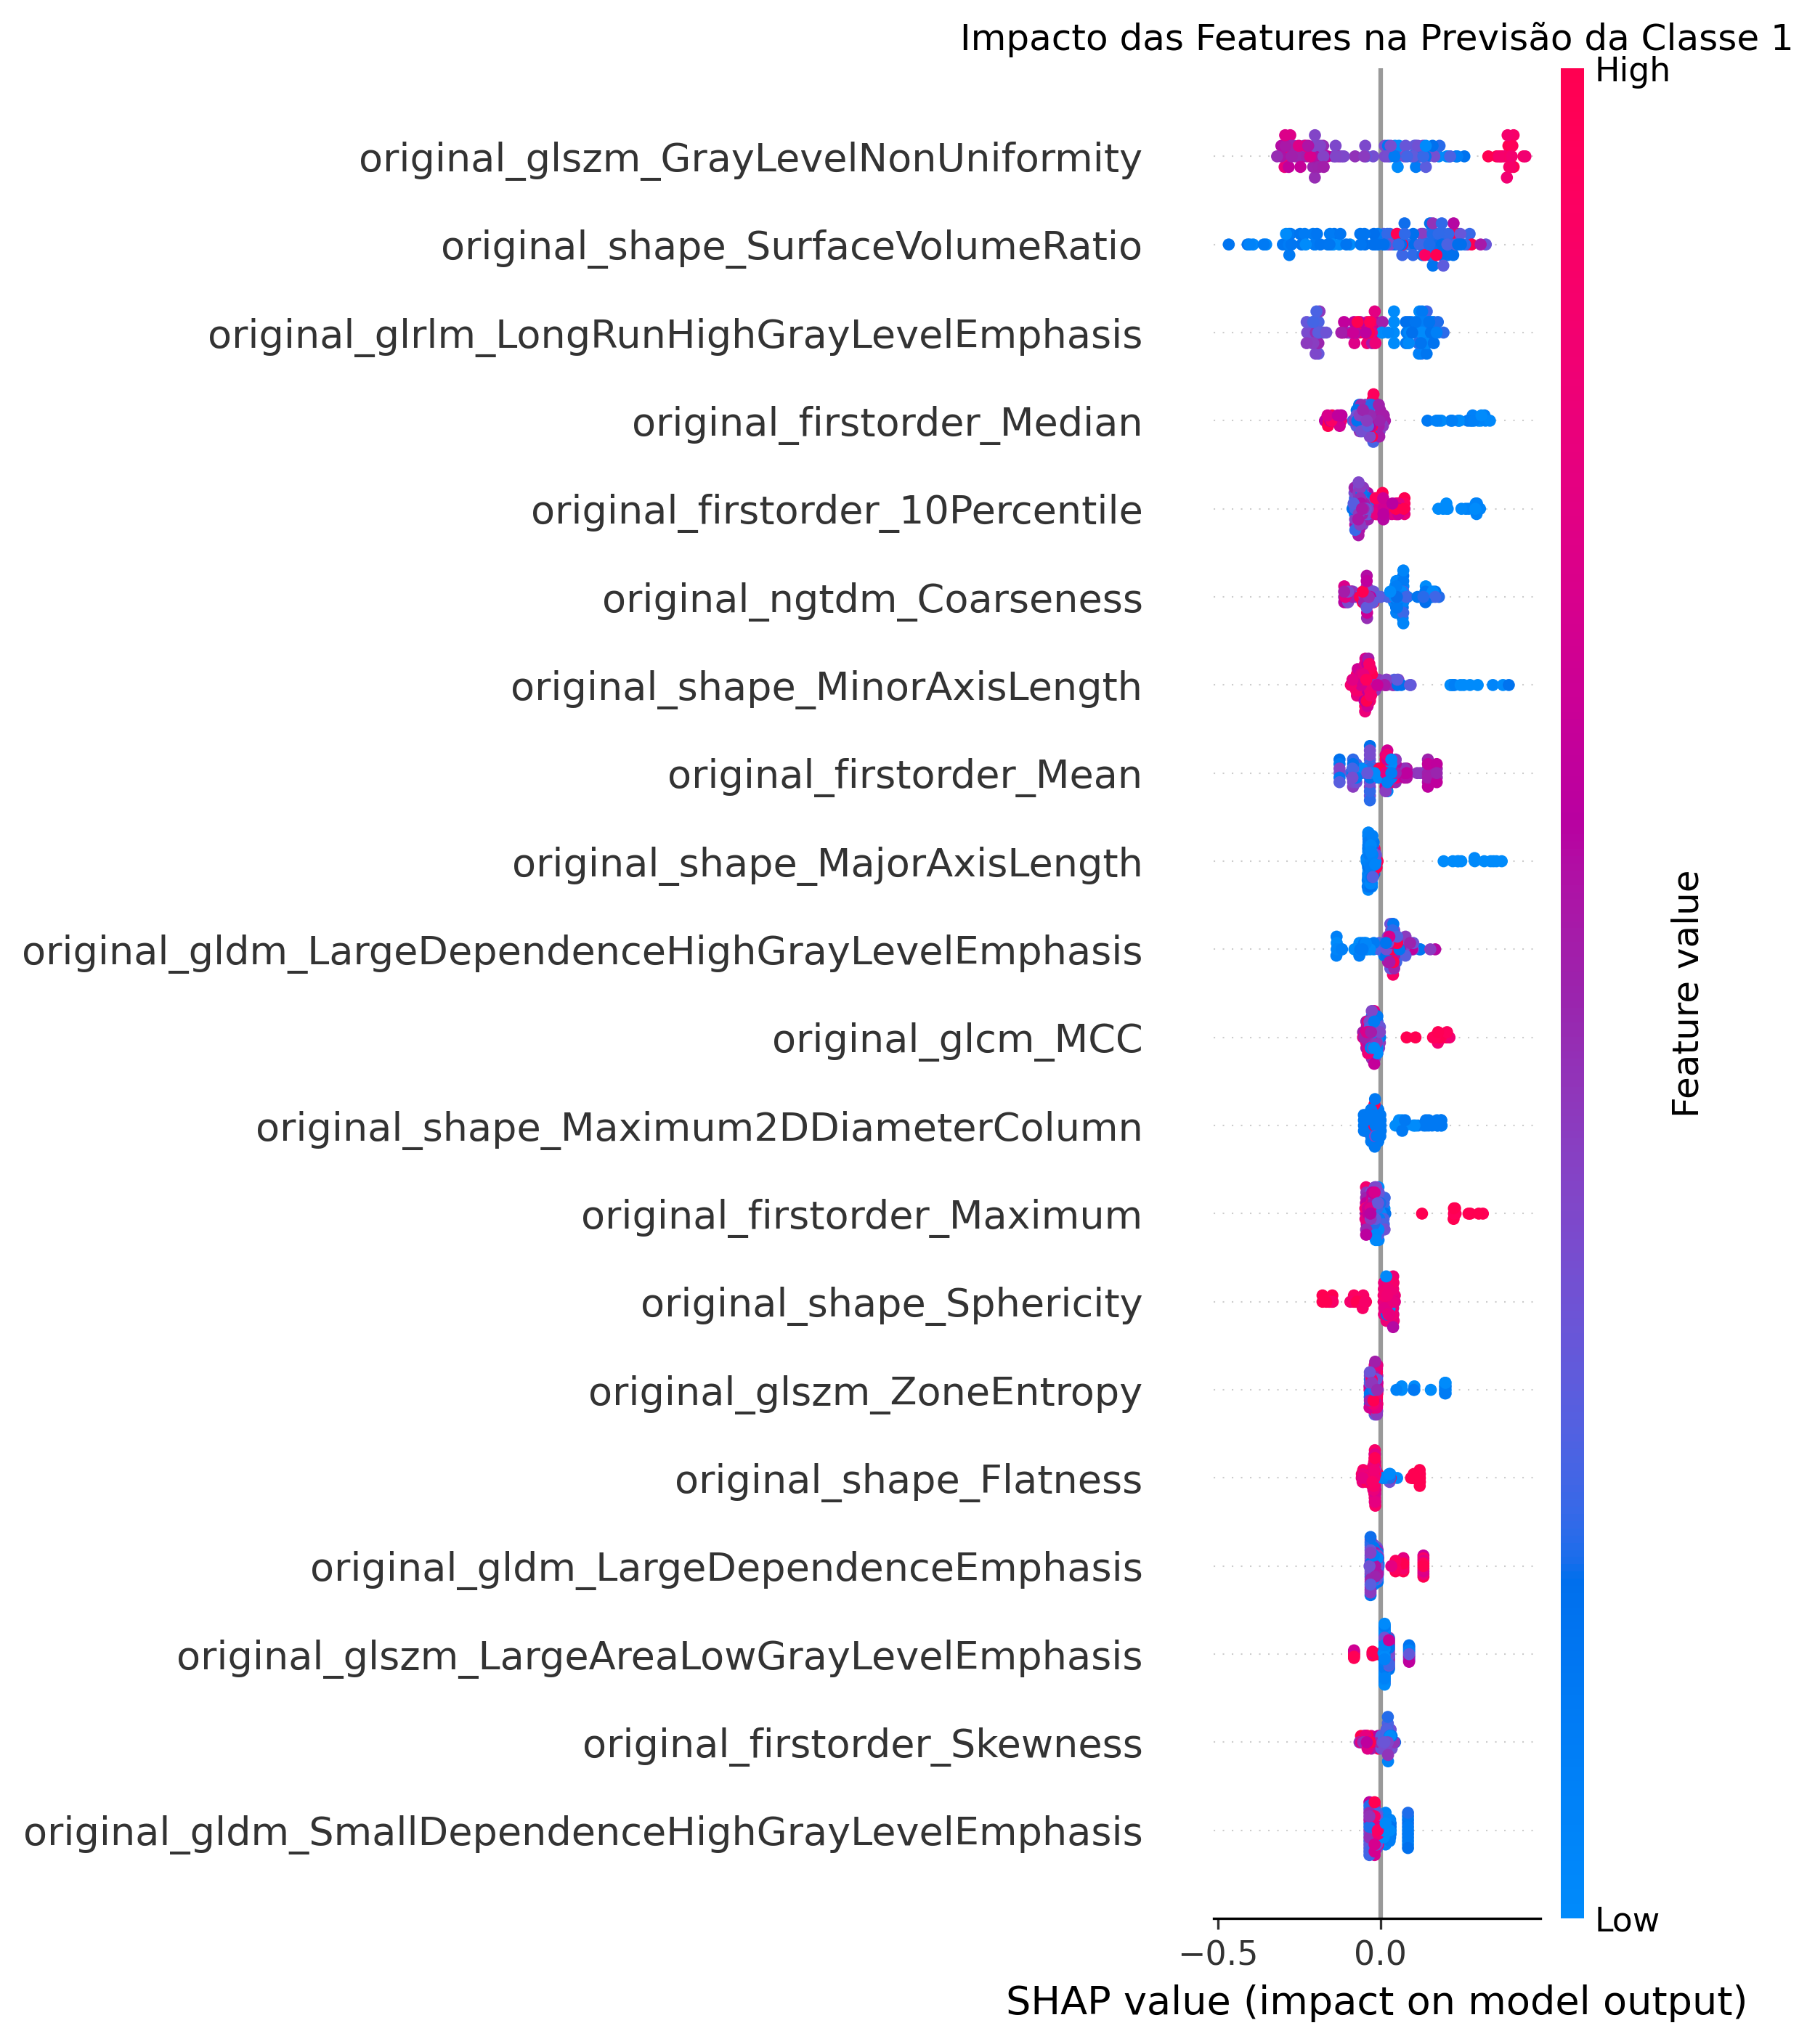 Impacto das Features na Previsão da Classe 1
High
original_glszm_GrayLevelNonUniformity
original_shape_SurfaceVolumeRatio
original_glrlm_LongRunHighGrayLevelEmphasis
original_firstorder_Median
original_firstorder_10Percentile
original_ngtdm_Coarseness
original_shape_MinorAxisLength
original_firstorder_Mean
original_shape_MajorAxisLength
original_gldm_LargeDependenceHighGrayLevelEmphasis
original_glcm_MCC
original_shape_Maximum2DDiameterColumn
original_firstorder_Maximum
original_shape_Sphericity
original_glszm_ZoneEntropy
original_shape_Flatness
original_gldm_LargeDependenceEmphasis
original_glszm_LargeAreaLowGrayLevelEmphasis
original_firstorder_Skewness
original_gldm_SmallDependenceHighGrayLevelEmphasis
Feature value
Low
−0.5 0.0
SHAP value (impact on model output)